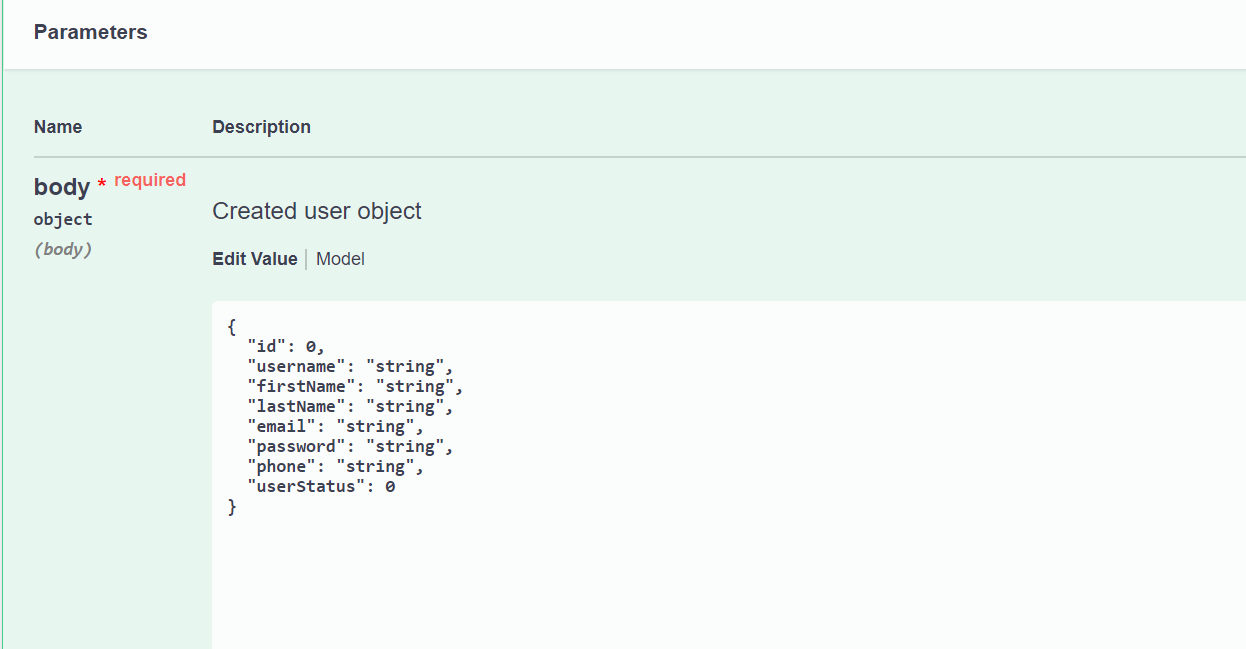 Parameters
Name Description
body * required
object
(body)
Created user object
Edit Value | Model
{
  "id": 0,
  "username": "string",
  "firstName": "string",
  "lastName": "string",
  "email": "string",
  "password": "string",
  "phone": "string",
  "userStatus": 0
}